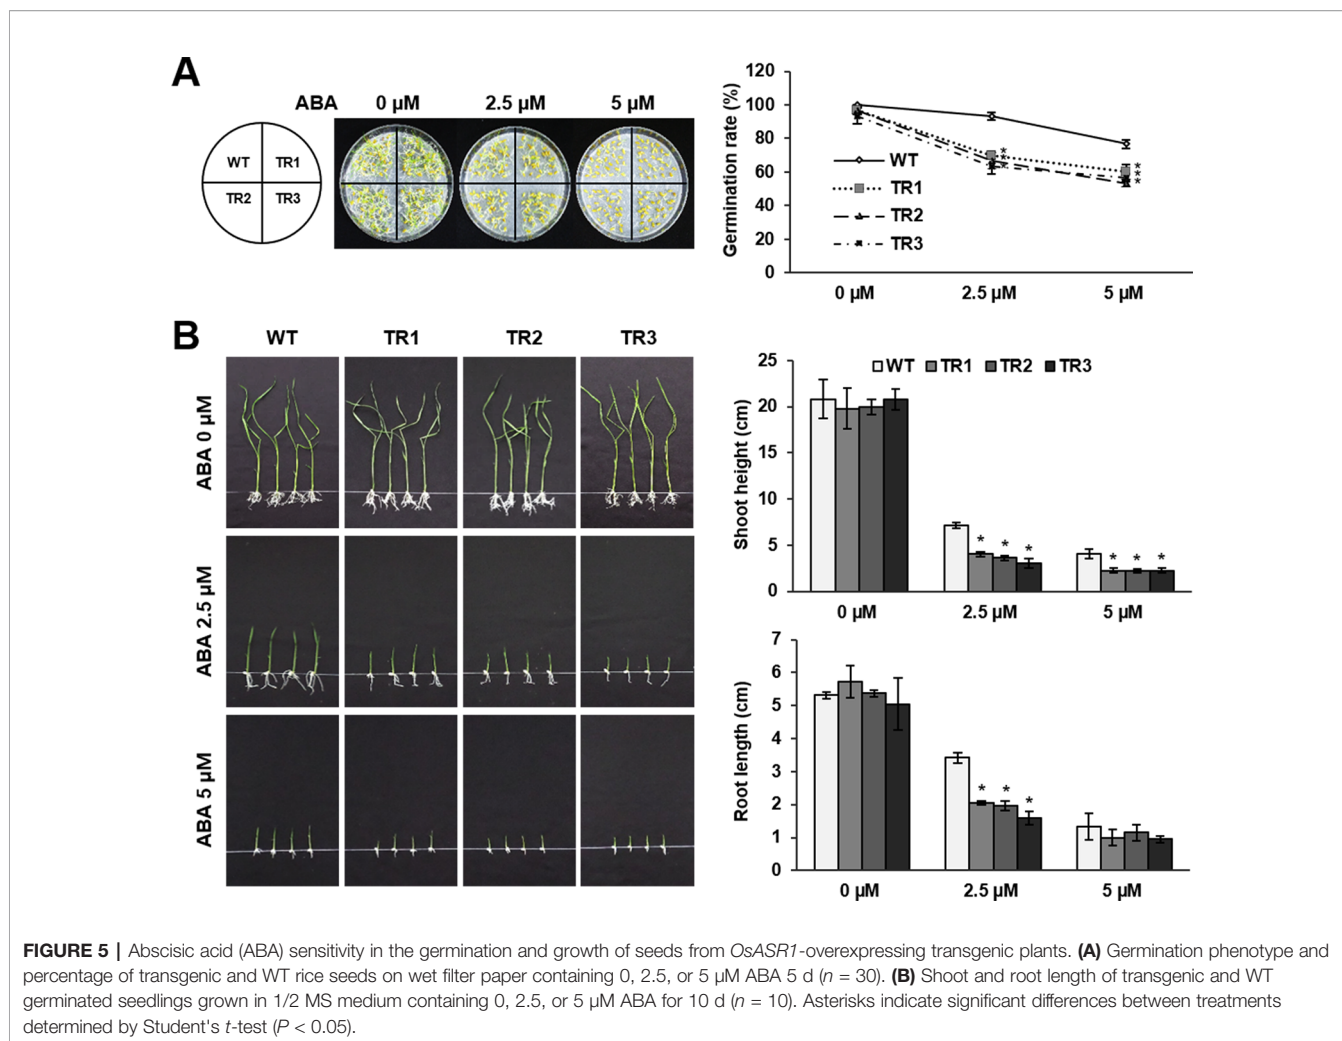 A
ABA 0 µM 2.5 µM 5 µM
WT TR1
TR2 TR3
Germination rate (%)
120
100
80
60
40
20
0
WT
TR1
TR2
TR3
* * *
* * *
0 µM 2.5 µM 5 µM
B
WT TR1 TR2 TR3
ABA 0 µM
ABA 2.5 µM
ABA 5 µM
Shoot height (cm)
25
20
15
10
5
0
WT TR1 TR2 TR3
* * *
* * *
0 µM 2.5 µM 5 µM
Root length (cm)
7
6
5
4
3
2
1
0
* * *
0 µM 2.5 µM 5 µM
FIGURE 5 | Abscisic acid (ABA) sensitivity in the germination and growth of seeds from OsASR1-overexpressing transgenic plants. (A) Germination phenotype and
percentage of transgenic and WT rice seeds on wet filter paper containing 0, 2.5, or 5 µM ABA 5 d (n = 30). (B) Shoot and root length of transgenic and WT
germinated seedlings grown in 1/2 MS medium containing 0, 2.5, or 5 µM ABA for 10 d (n = 10). Asterisks indicate significant differences between treatments
determined by Student's t-test (P < 0.05).